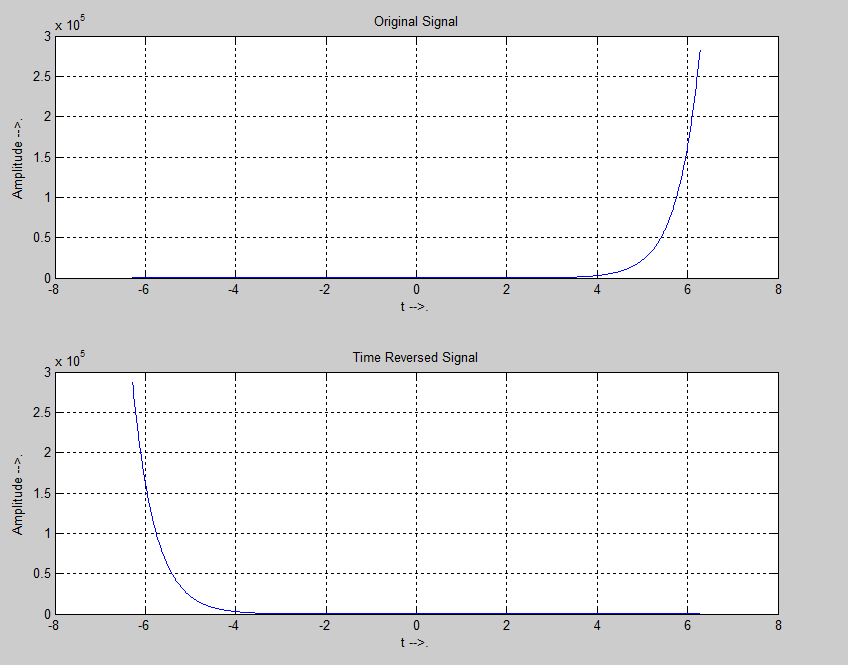 Original Signal
x 10^5
3
2.5
2
1.5
1
0.5
0
Amplitude -->.
-8 -6 -4 -2 0 2 4 6 8
t -->.
Time Reversed Signal
x 10^5
3
2.5
2
1.5
1
0.5
0
Amplitude -->.
-8 -6 -4 -2 0 2 4 6 8
t -->.